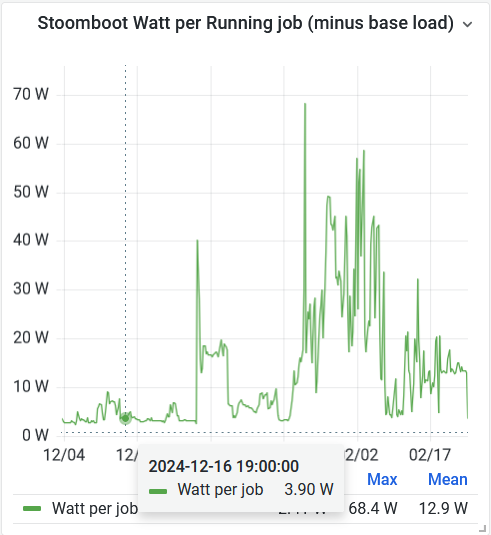 Stoomboot Watt per Running job (minus base load)
70 W
60 W
50 W
40 W
30 W
20 W
10 W
0 W
12/04
02/17
2024-12-16 19:00:00
Watt per job 3.90 W
Max Mean
Watt per job 68.4 W 12.9 W